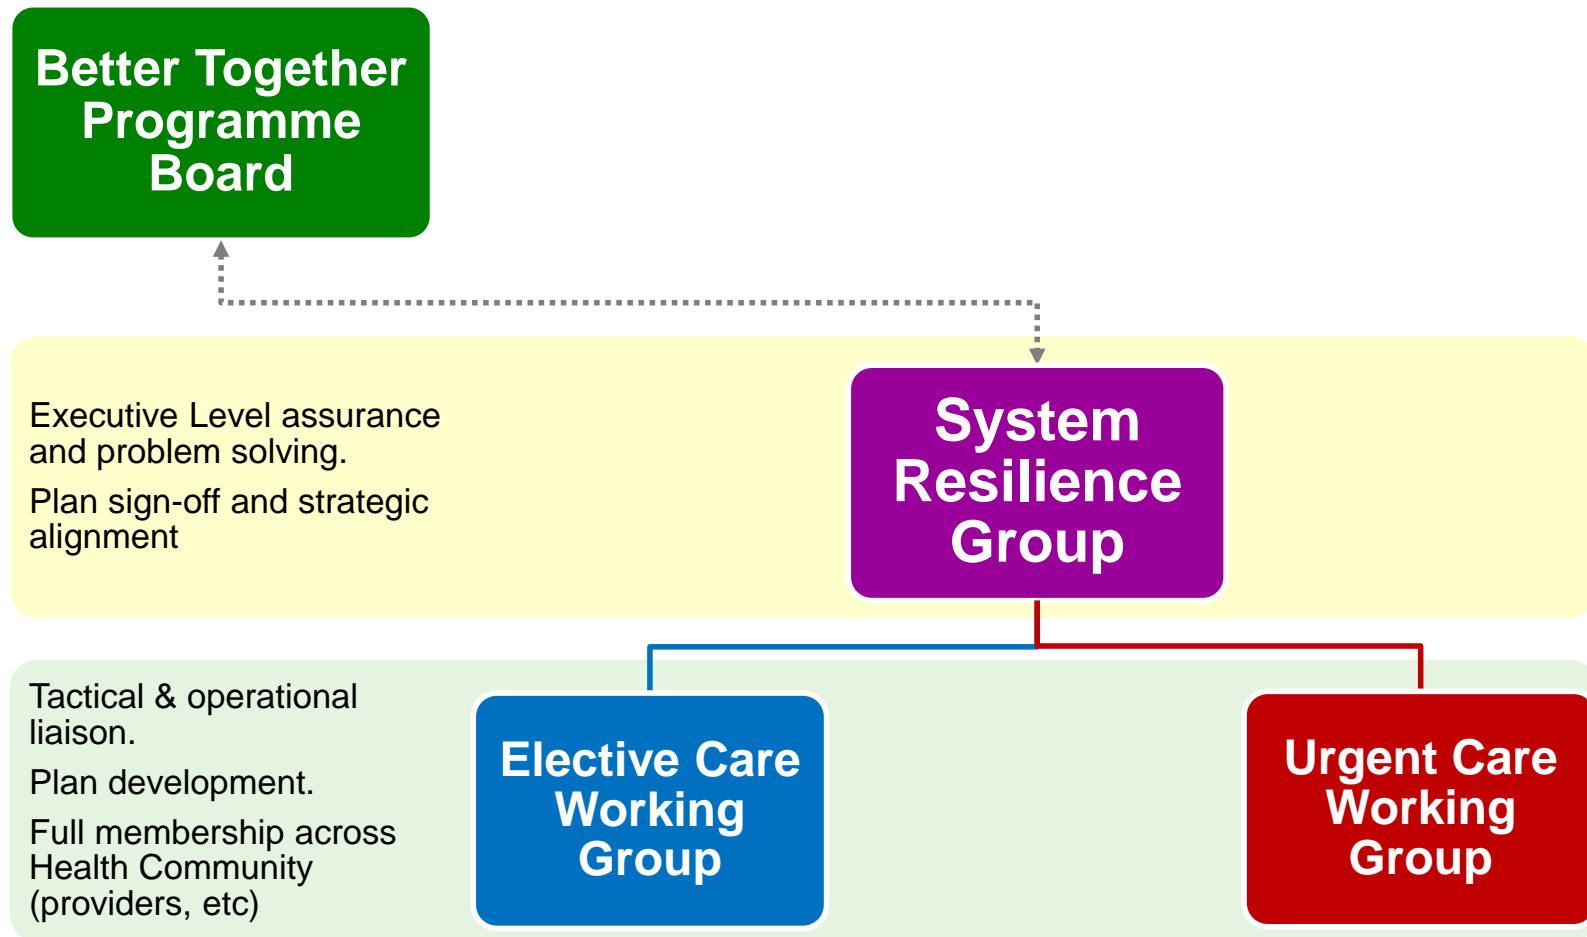 Better Together
Programme
Board
Executive Level assurance
and problem solving.
Plan sign-off and strategic
alignment
System
Resilience
Group
Tactical & operational
liaison.
Plan development.
Full membership across
Health Community
(providers, etc)
Elective Care
Working
Group
Urgent Care
Working
Group